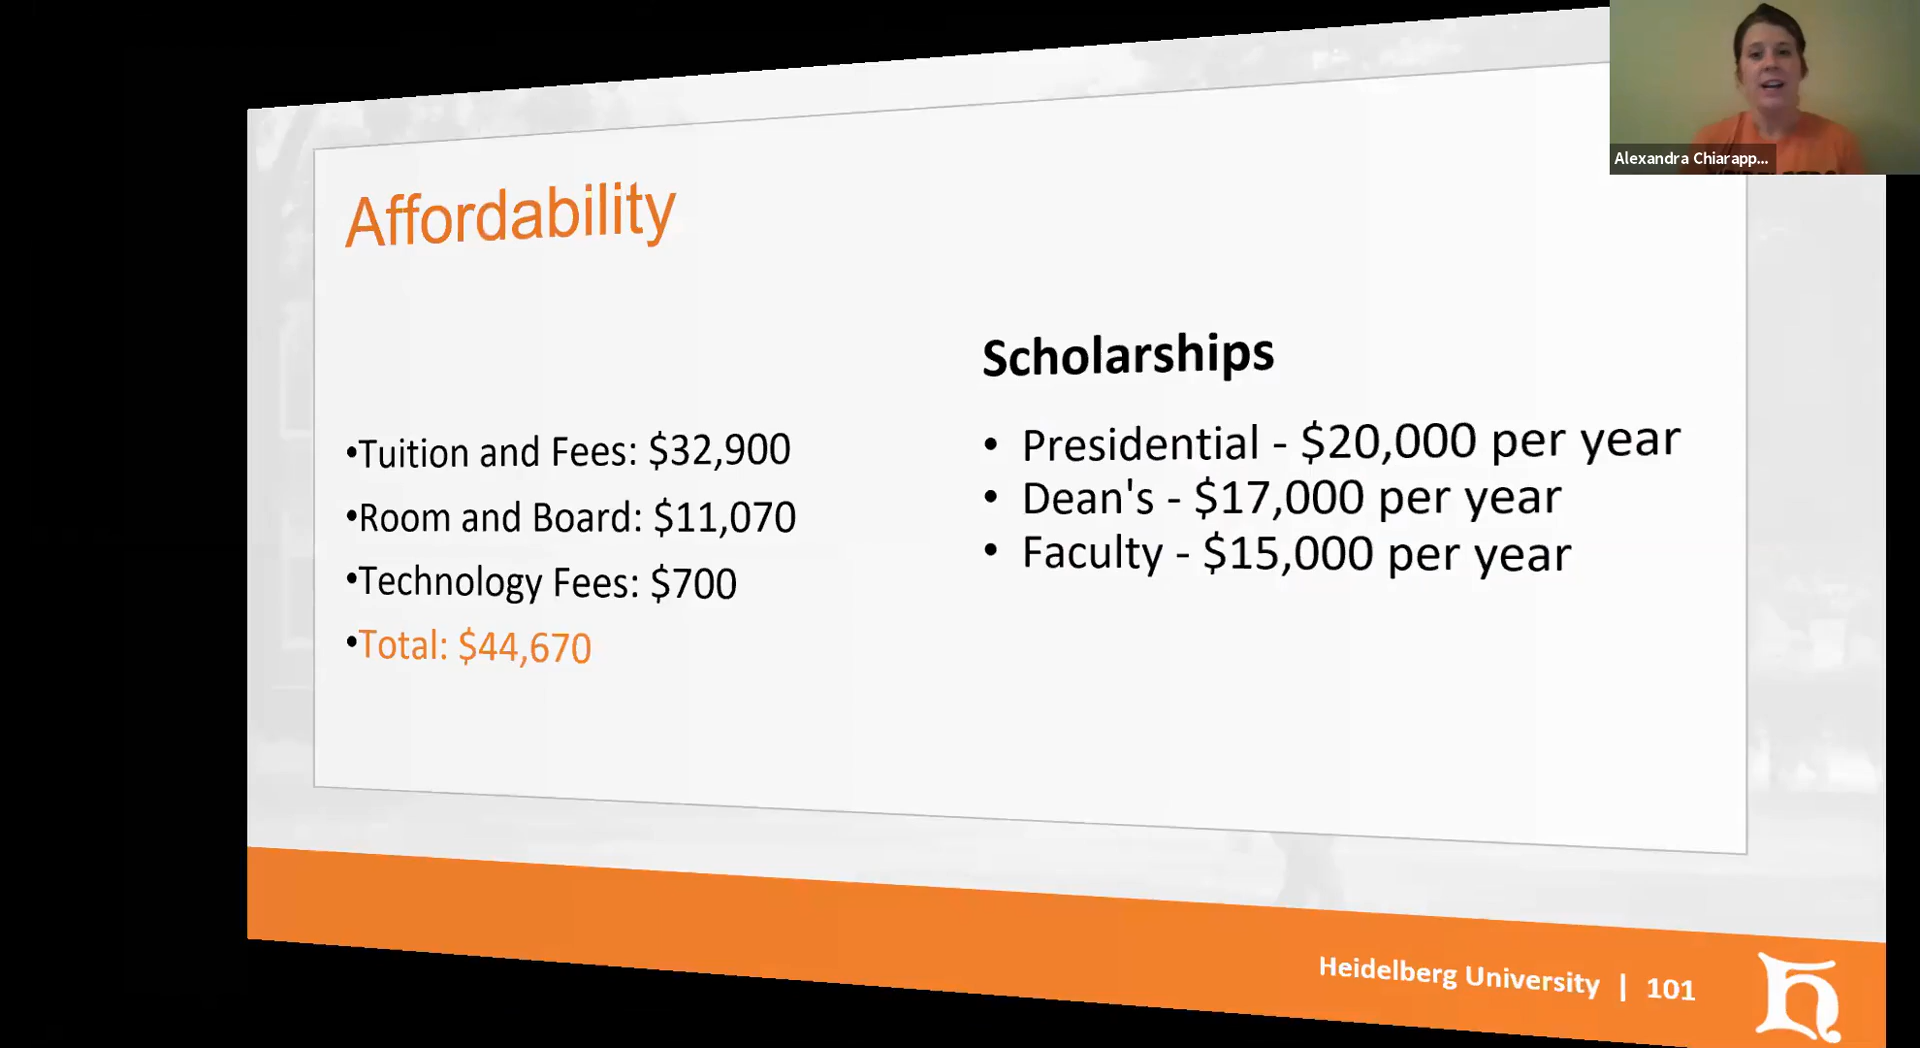 Alexandra Chiarapp...
Affordability
•Tuition and Fees: $32,900
•Room and Board: $11,070
•Technology Fees: $700
•Total: $44,670
Scholarships
• Presidential - $20,000 per year
• Dean's - $17,000 per year
• Faculty - $15,000 per year
Heidelberg University | 101